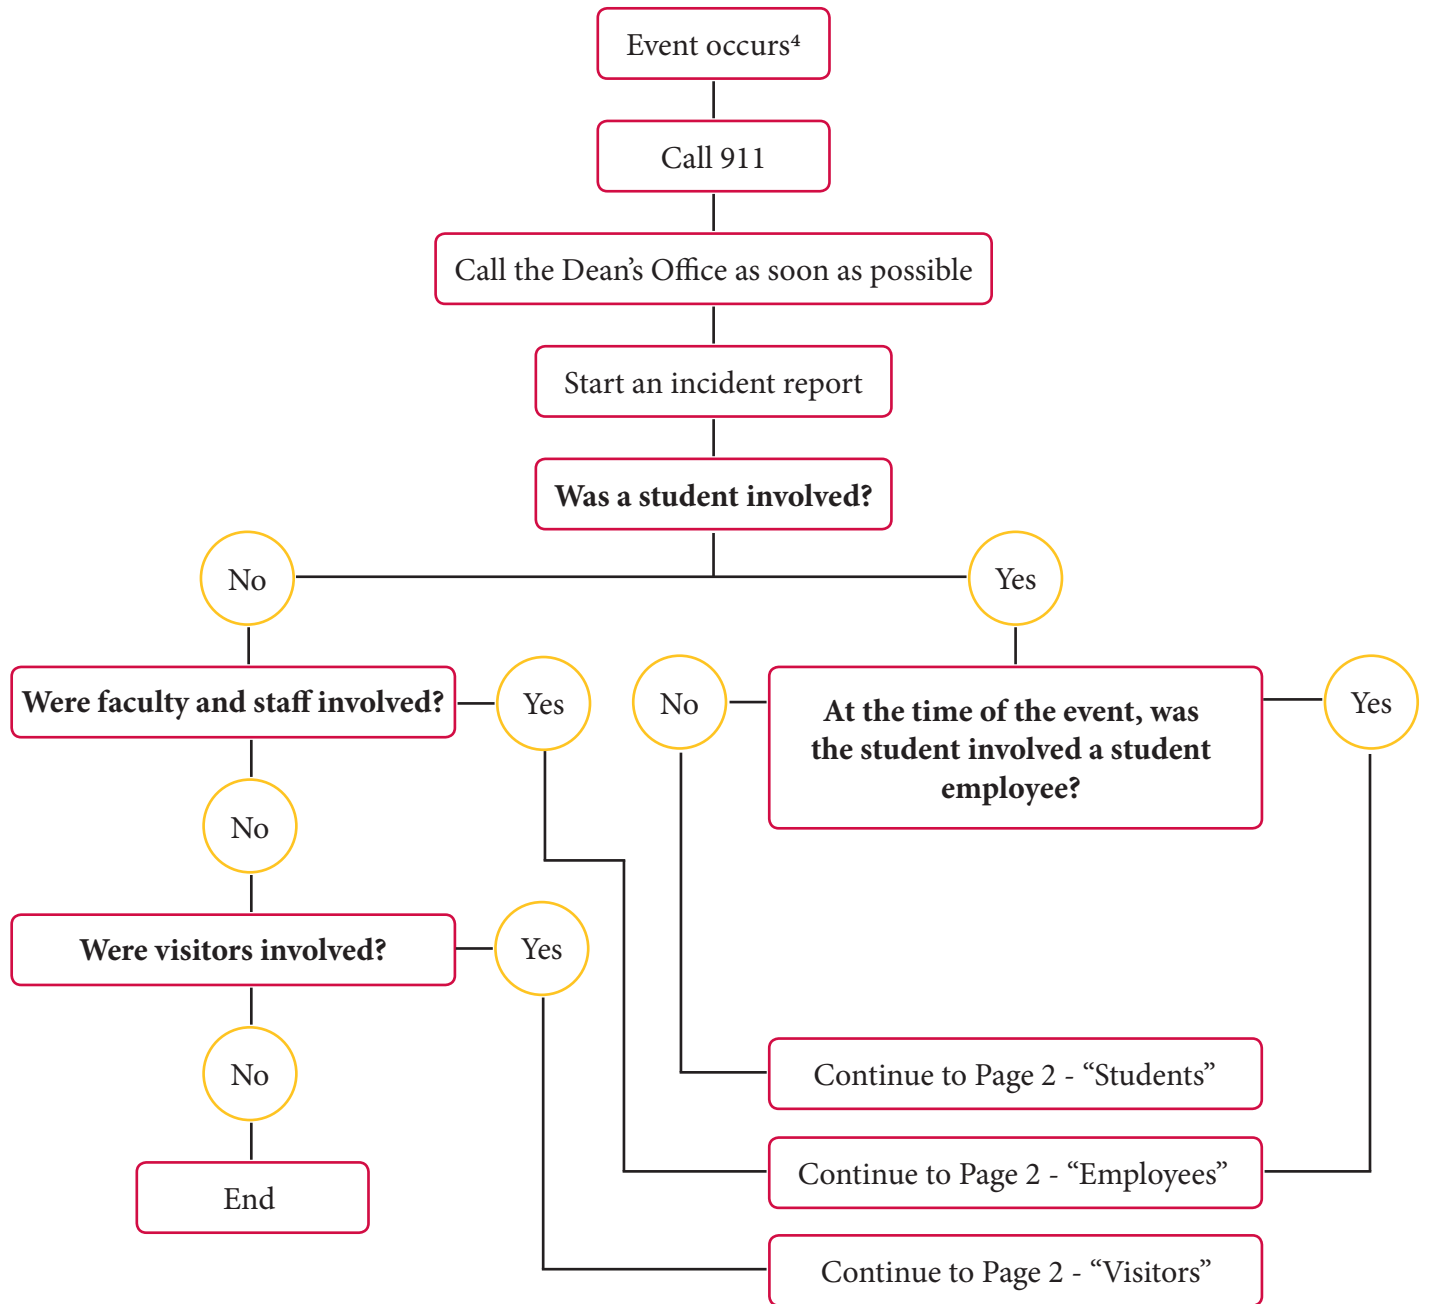 Event occurs⁴
Call 911
Call the Dean’s Office as soon as possible
Start an incident report
Was a student involved?
No
Yes
Were faculty and staff involved?
Yes
No
At the time of the event, was
the student involved a student
employee?
Yes
No
Were visitors involved?
Yes
No
Continue to Page 2 - “Students”
Continue to Page 2 - “Employees”
End
Continue to Page 2 - “Visitors”